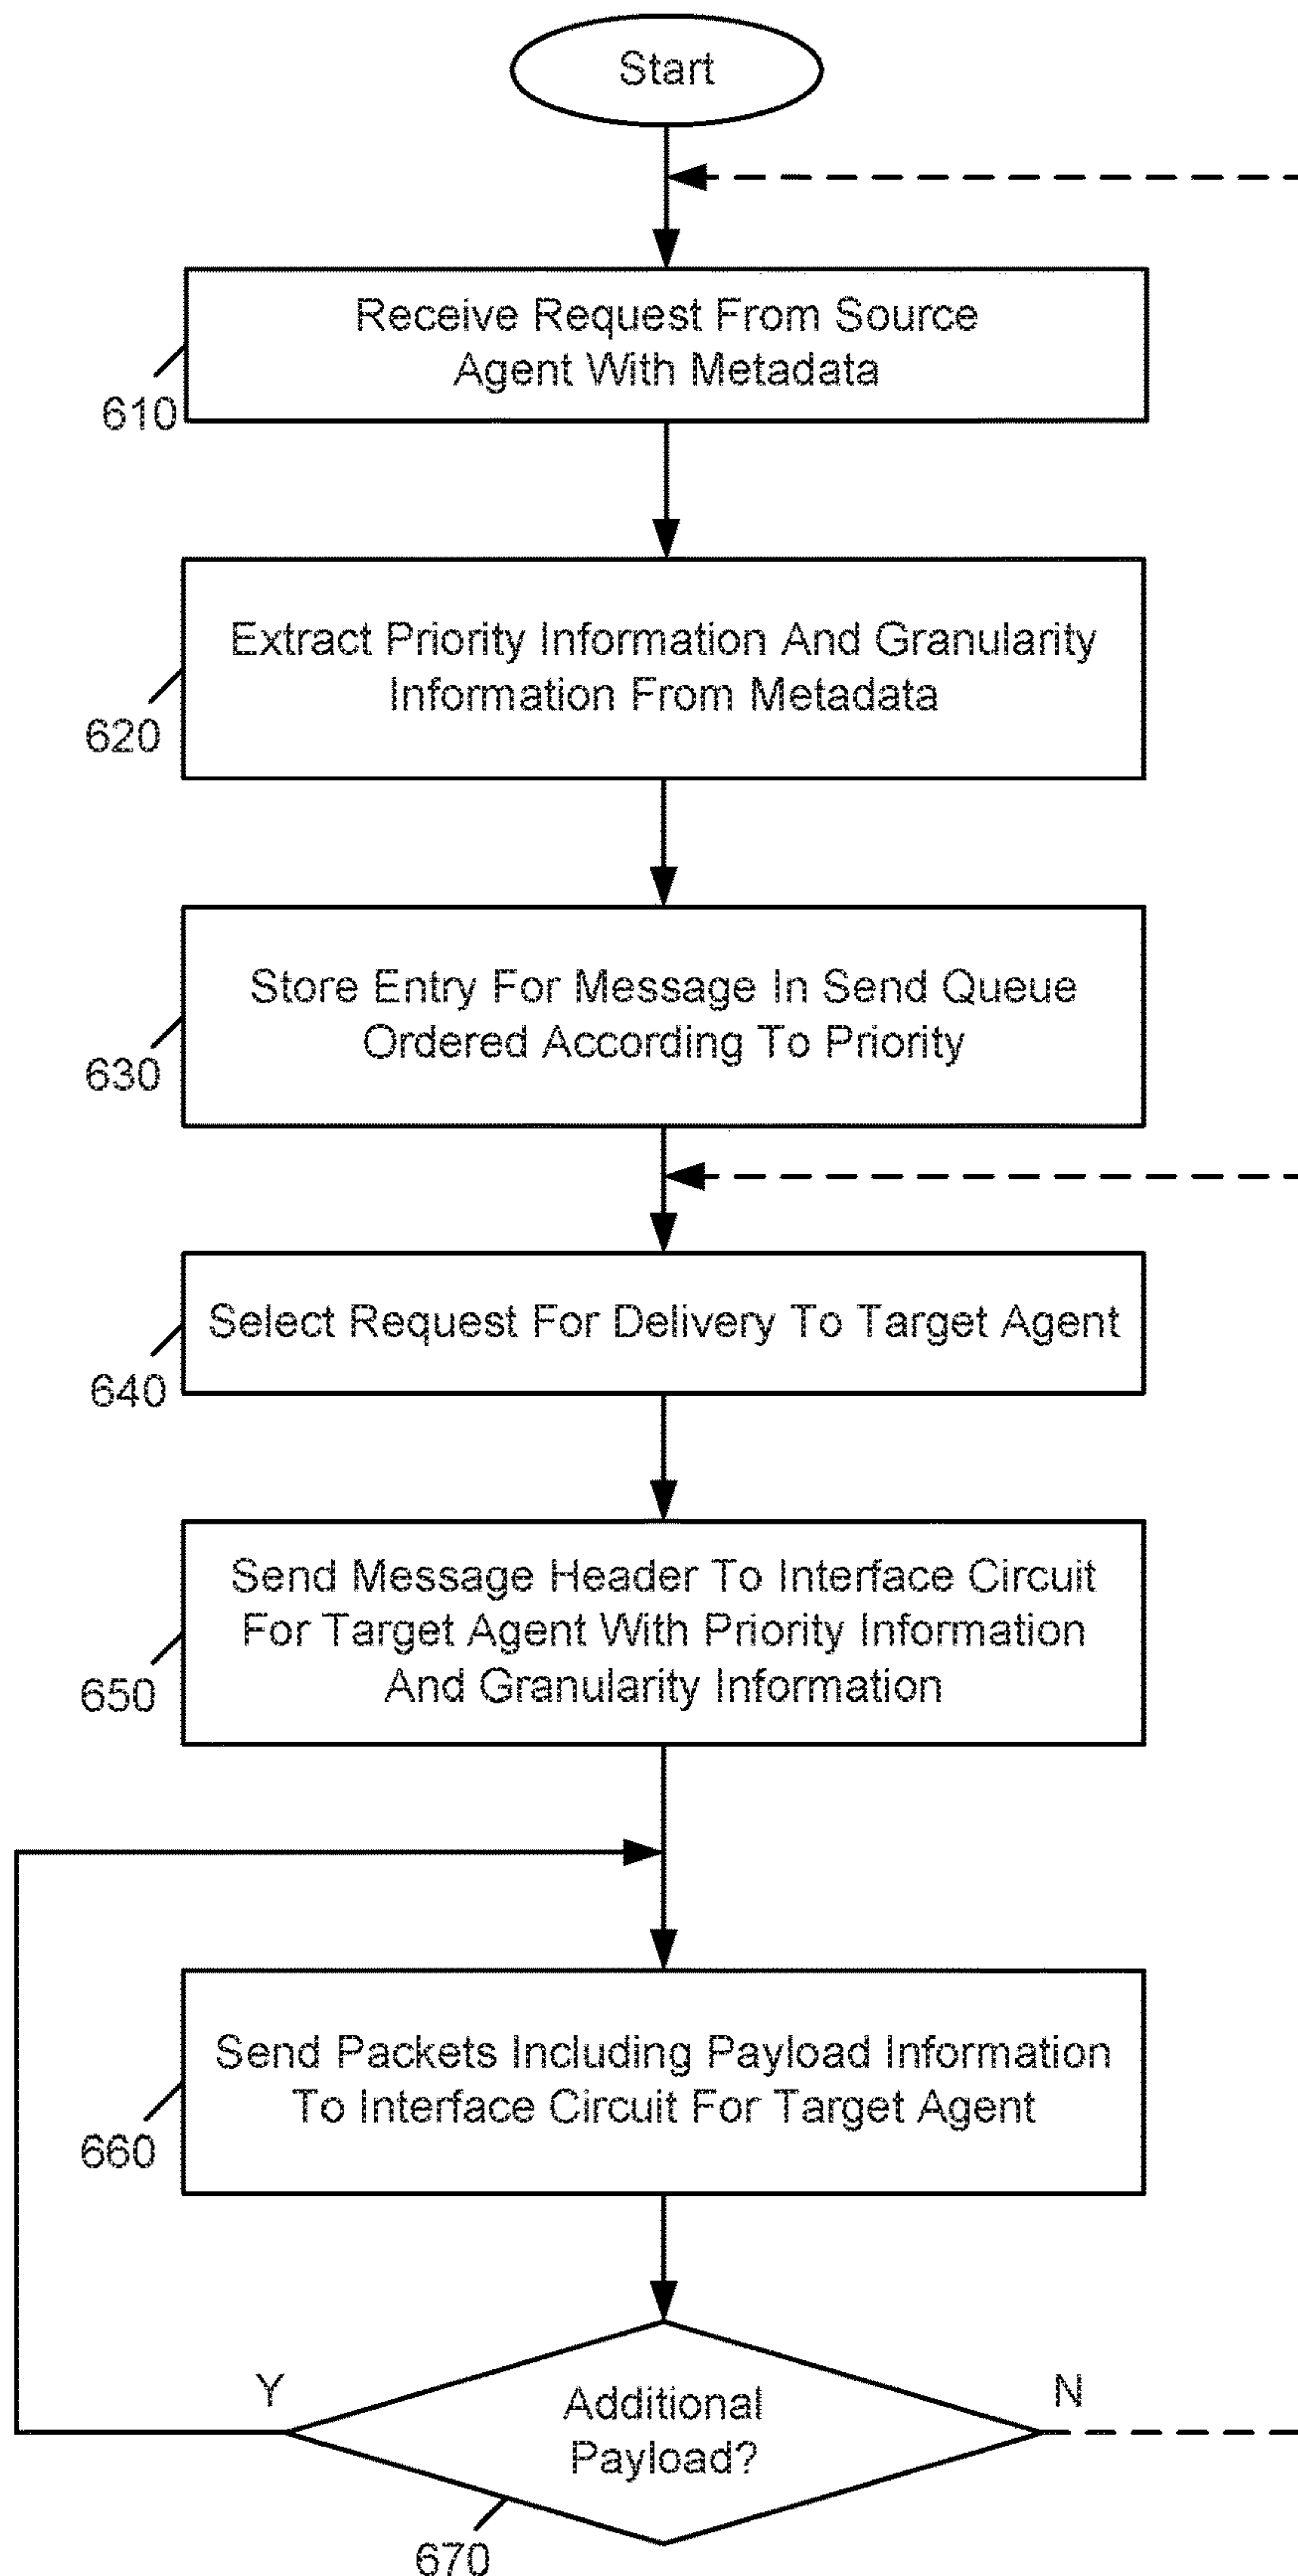 Start
Receive Request From Source
Agent With Metadata
610
Extract Priority Information And Granularity
Information From Metadata
620
Store Entry For Message In Send Queue
Ordered According To Priority
630
Select Request For Delivery To Target Agent
640
Send Message Header To Interface Circuit
For Target Agent With Priority Information
And Granularity Information
650
Send Packets Including Payload Information
To Interface Circuit For Target Agent
660
Y
N
Additional
Payload?
670